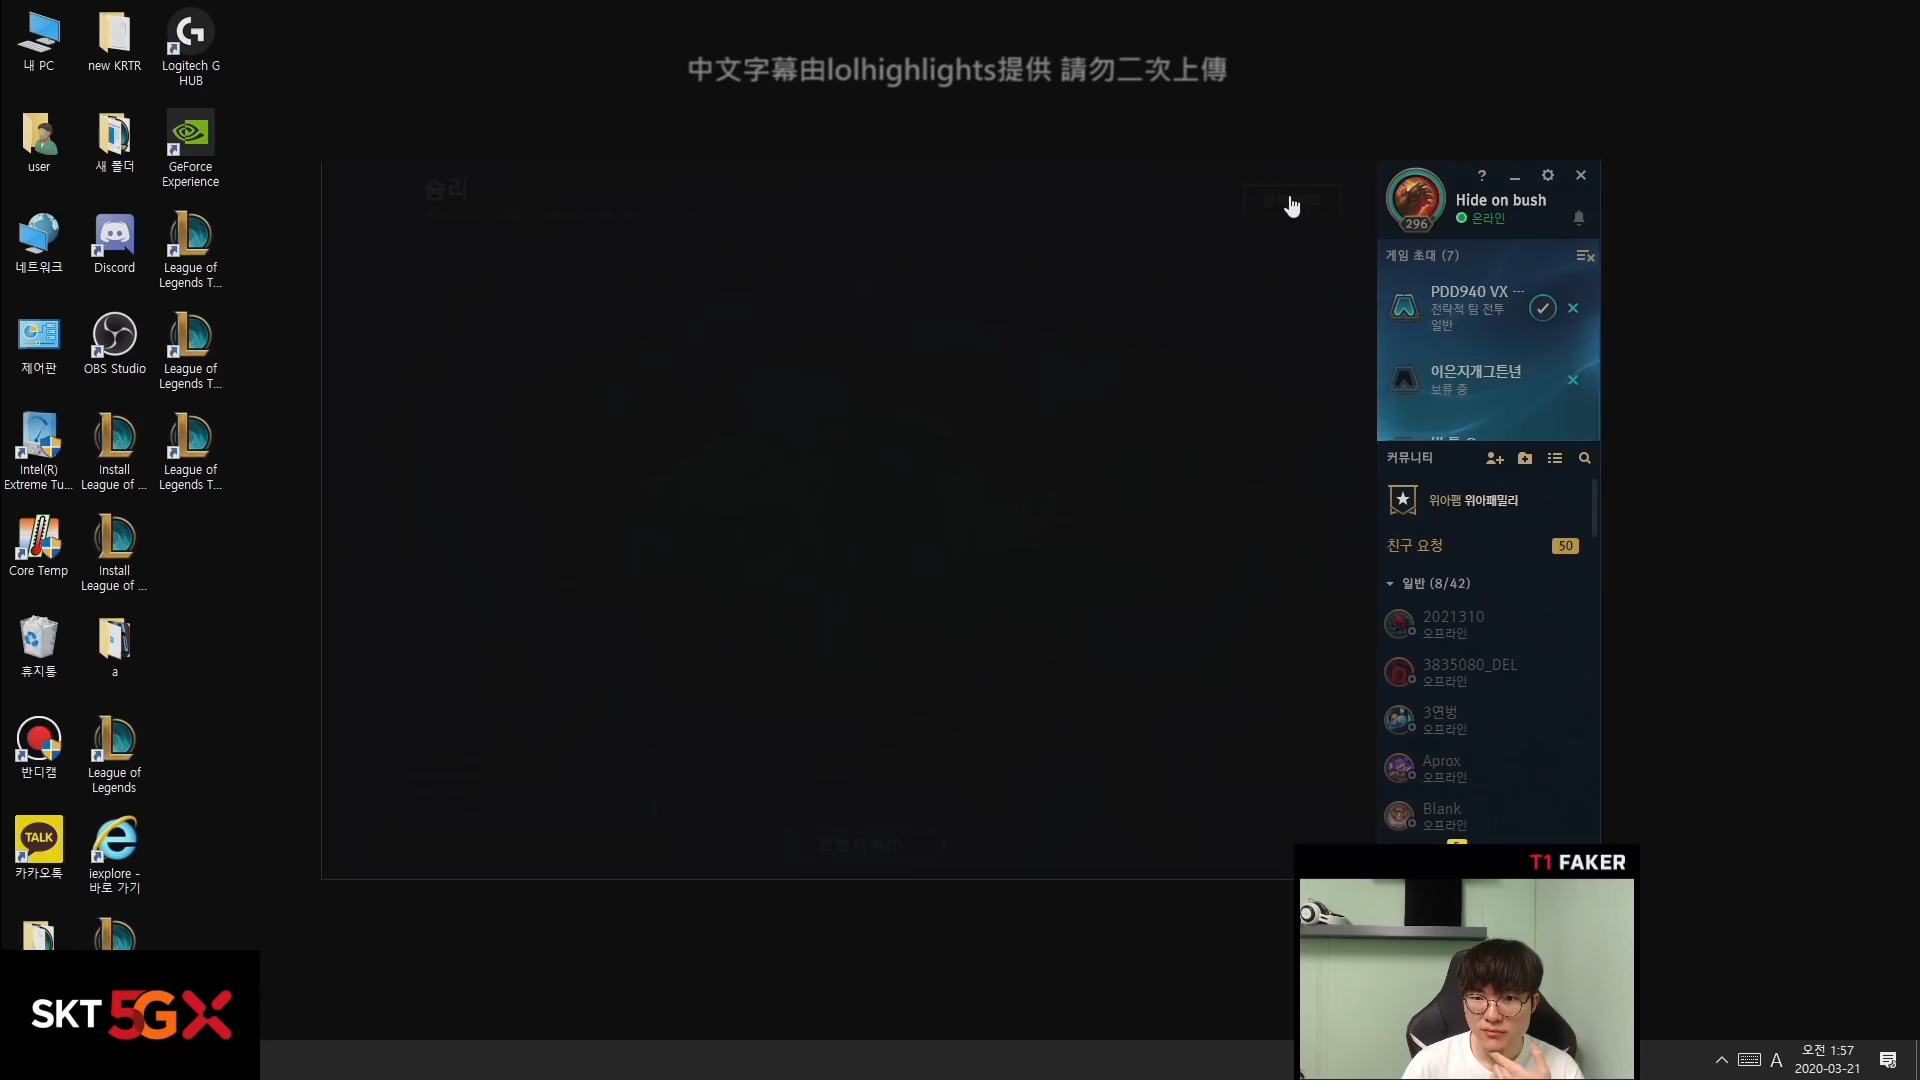 내 PC
new KRTR
Logitech G
HUB
中文字幕由lolhighlights提供 請勿二次上傳
user
새 폴더
GeForce
Experience
네트워크
Discord
League of
Legends T...
제어판
OBS Studio
League of
Legends T...
Intel(R)
Extreme Tu...
Install
League of ...
League of
Legends T...
Core Temp
Install
League of ...
휴지통
a
반디캠
League of
Legends
TALK
카카오톡
iexplore -
바로 가기
SKT 5GX
승리
?
Hide on bush
296
온라인
게임 초대 (7)
PDD940 VX ...
전략적 팀 전투
일반
이은지개그튼년
보류 중
커뮤니티
위아팸 위아패밀리
친구 요청
50
일반 (8/42)
2021310
오프라인
3835080_DEL
오프라인
3연벙
오프라인
Aprox
오프라인
Blank
오프라인
T1 FAKER
A
오전 1:57
2020-03-21